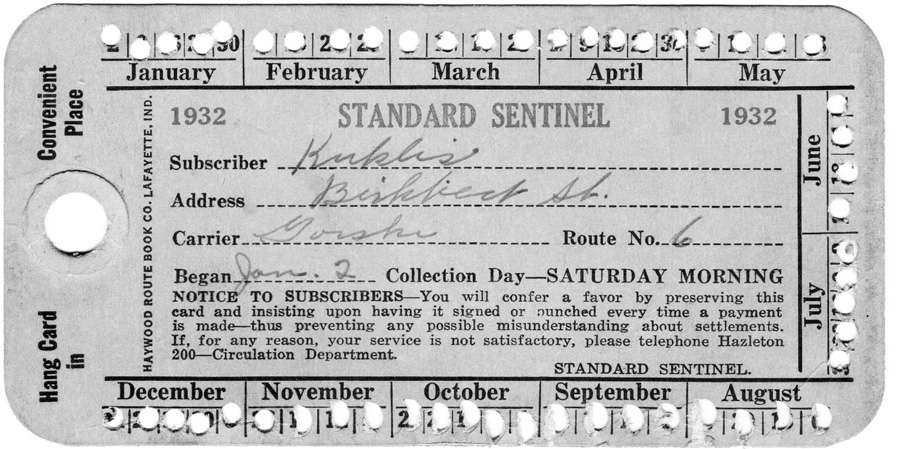 January February March April May
Convenient
Place
Hang Card
in
HAYWOOD ROUTE BOOK CO. LAFAYETTE, IND.
1932 STANDARD SENTINEL 1932
Subscriber Kuklis
Address Birkbeck St.
Carrier Gorski
Route No. 6
Began Jan. 2 Collection Day—SATURDAY MORNING
NOTICE TO SUBSCRIBERS—You will confer a favor by preserving this
card and insisting upon having it signed or punched every time a payment
is made—thus preventing any possible misunderstanding about settlements.
If, for any reason, your service is not satisfactory, please telephone Hazleton
200—Circulation Department.
STANDARD SENTINEL.
June
July
December November October September August